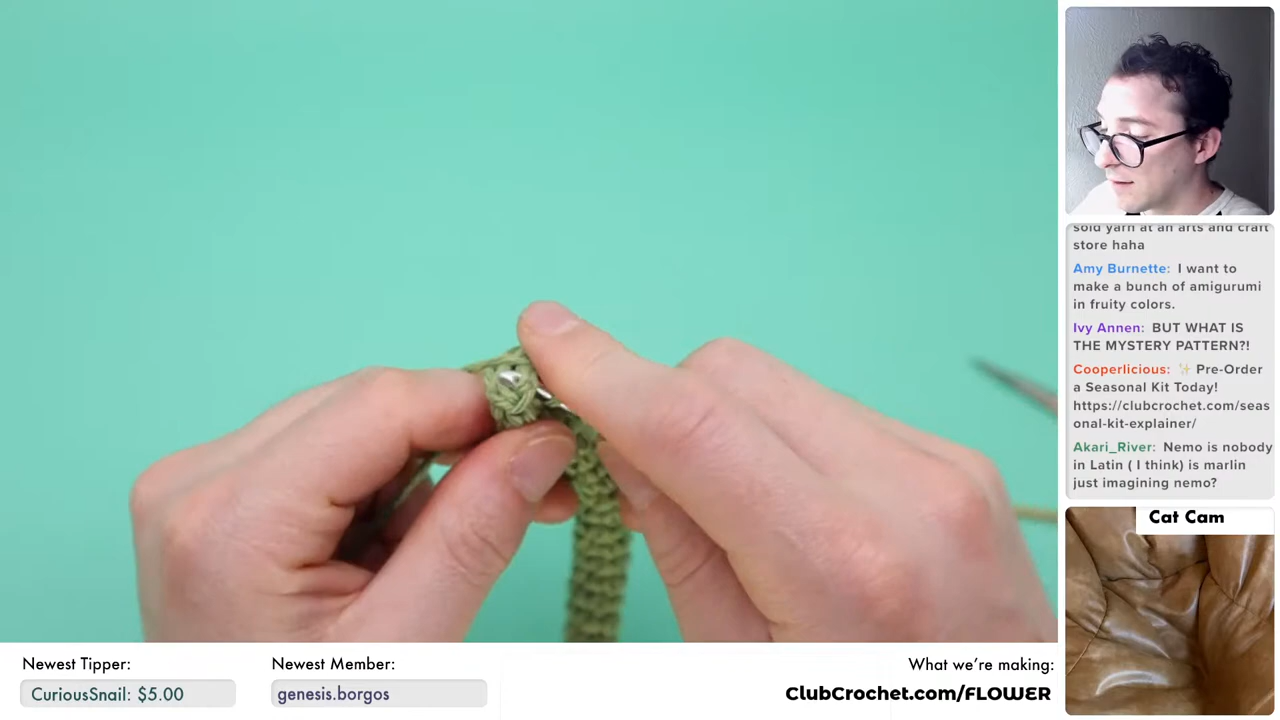 sold yarn at an arts and craft
store haha
Amy Burnette: I want to
make a bunch of amigurumi
in fruity colors.
Ivy Annen: BUT WHAT IS
THE MYSTERY PATTERN?!
Cooperlicious: ✨ Pre-Order
a Seasonal Kit Today!
https://clubcrochet.com/seas
onal-kit-explainer/
Akari_River: Nemo is nobody
in Latin ( I think) is marlin
just imagining nemo?
Cat Cam
Newest Tipper:
CuriousSnail: $5.00
Newest Member:
genesis.borgos
What we're making:
ClubCrochet.com/FLOWER